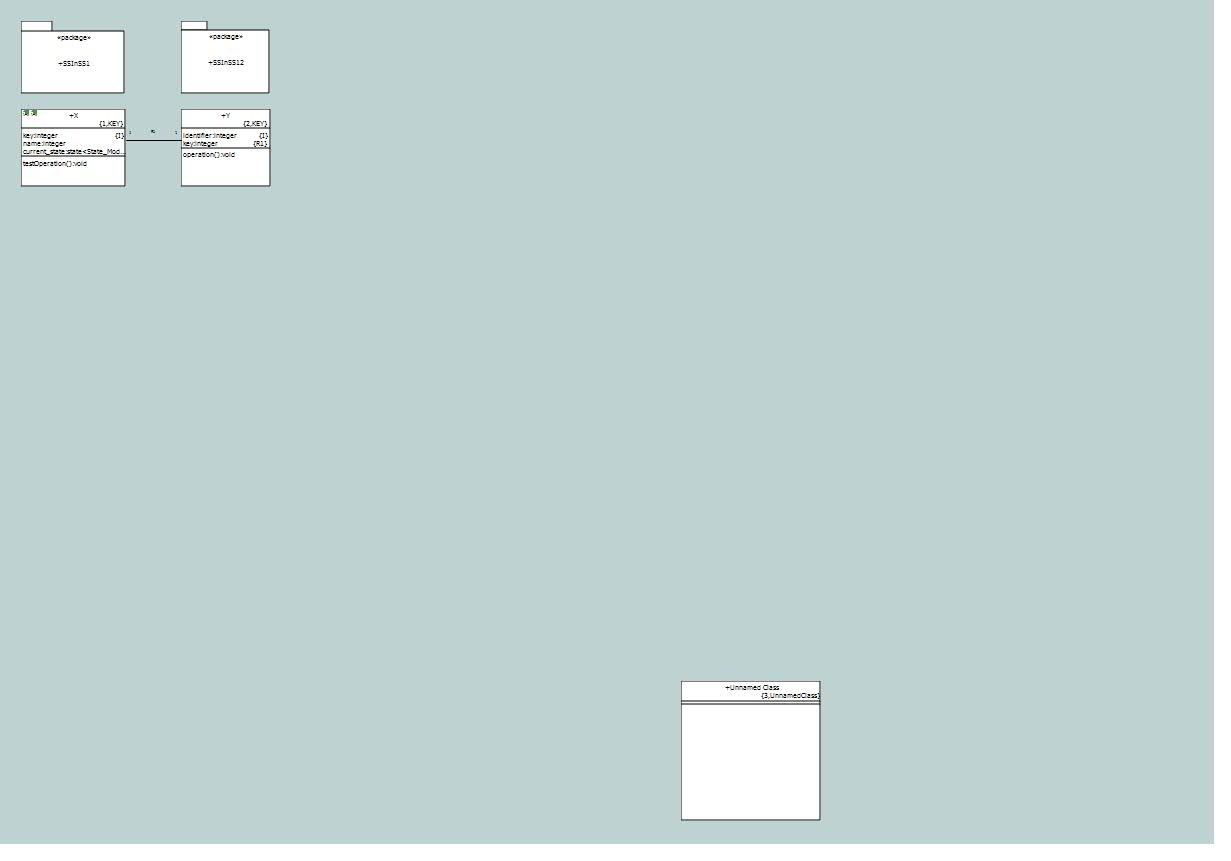 «package»
+SSInSS1
«package»
+SSInSS12
+X
{1,KEY}
key:integer {I}
name:integer
current_state:state<State_Mod...
testOperation():void
1 R1 1
+Y
{2,KEY}
identifier:integer {I}
key:integer {R1}
operation():void
+Unnamed Class
{3,UnnamedClass}